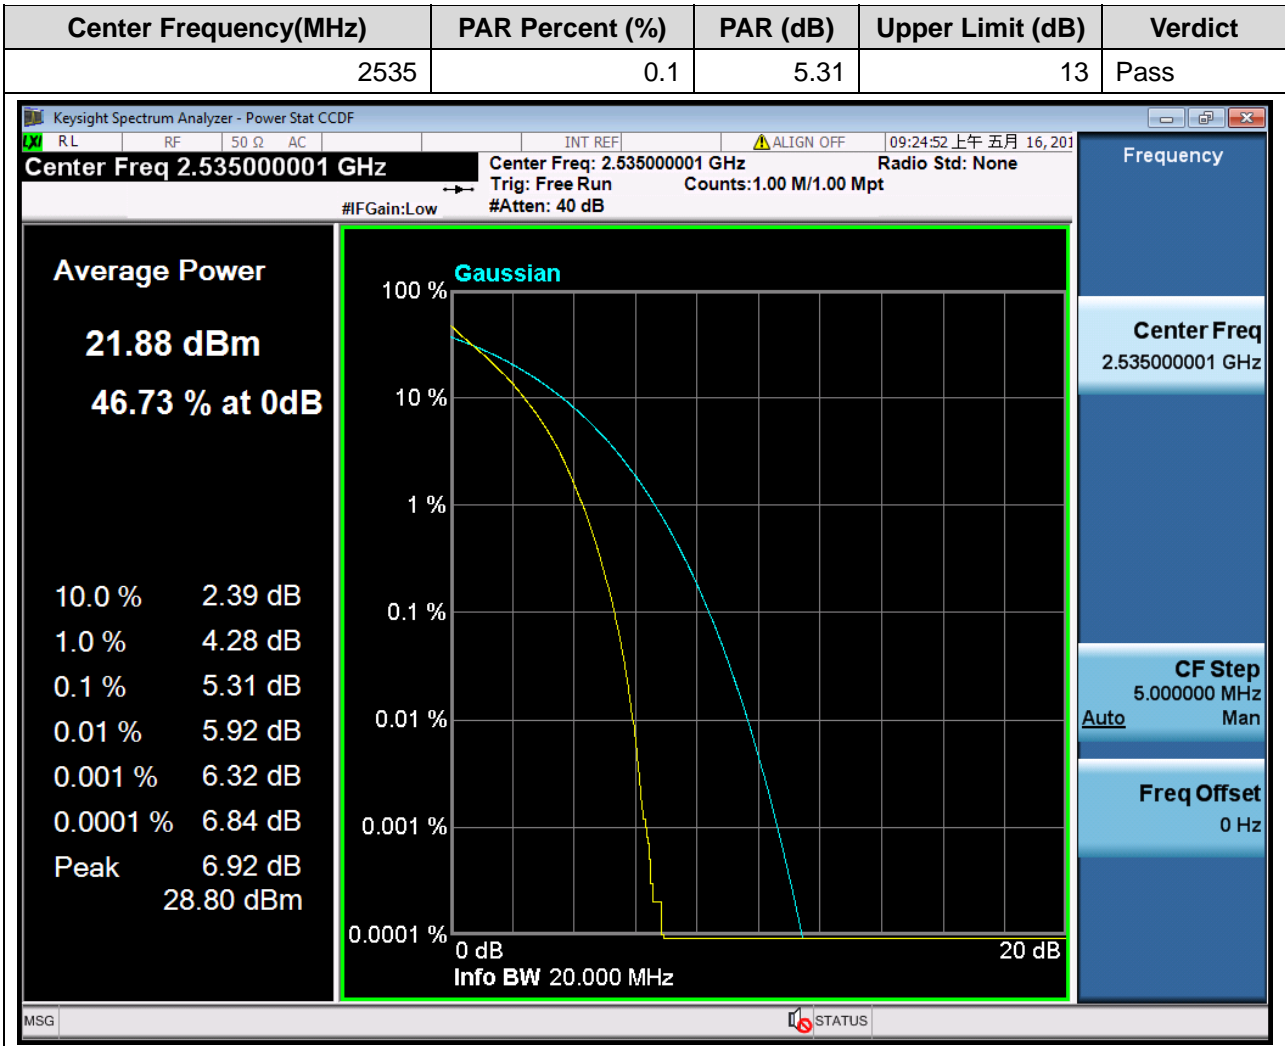 Center Frequency(MHz) PAR Percent (%) PAR (dB) Upper Limit (dB) Verdict
2535 0.1 5.31 13 Pass
Keysight Spectrum Analyzer - Power Stat CCDF
LXI RL RF 50 Ω AC INT REF ALIGN OFF 09:24:52 上午 五月 16, 201
Center Freq 2.535000001 GHz
Center Freq: 2.535000001 GHz Radio Std: None
Trig: Free Run Counts:1.00 M/1.00 Mpt
#IFGain:Low #Atten: 40 dB
Frequency
Average Power
21.88 dBm
46.73 % at 0dB
10.0 % 2.39 dB
1.0 % 4.28 dB
0.1 % 5.31 dB
0.01 % 5.92 dB
0.001 % 6.32 dB
0.0001 % 6.84 dB
Peak 6.92 dB
28.80 dBm
Gaussian
100 %
10 %
1 %
0.1 %
0.01 %
0.001 %
0.0001 %
0 dB 20 dB
Info BW 20.000 MHz
Center Freq
2.535000001 GHz
CF Step
5.000000 MHz
Auto Man
Freq Offset
0 Hz
MSG STATUS